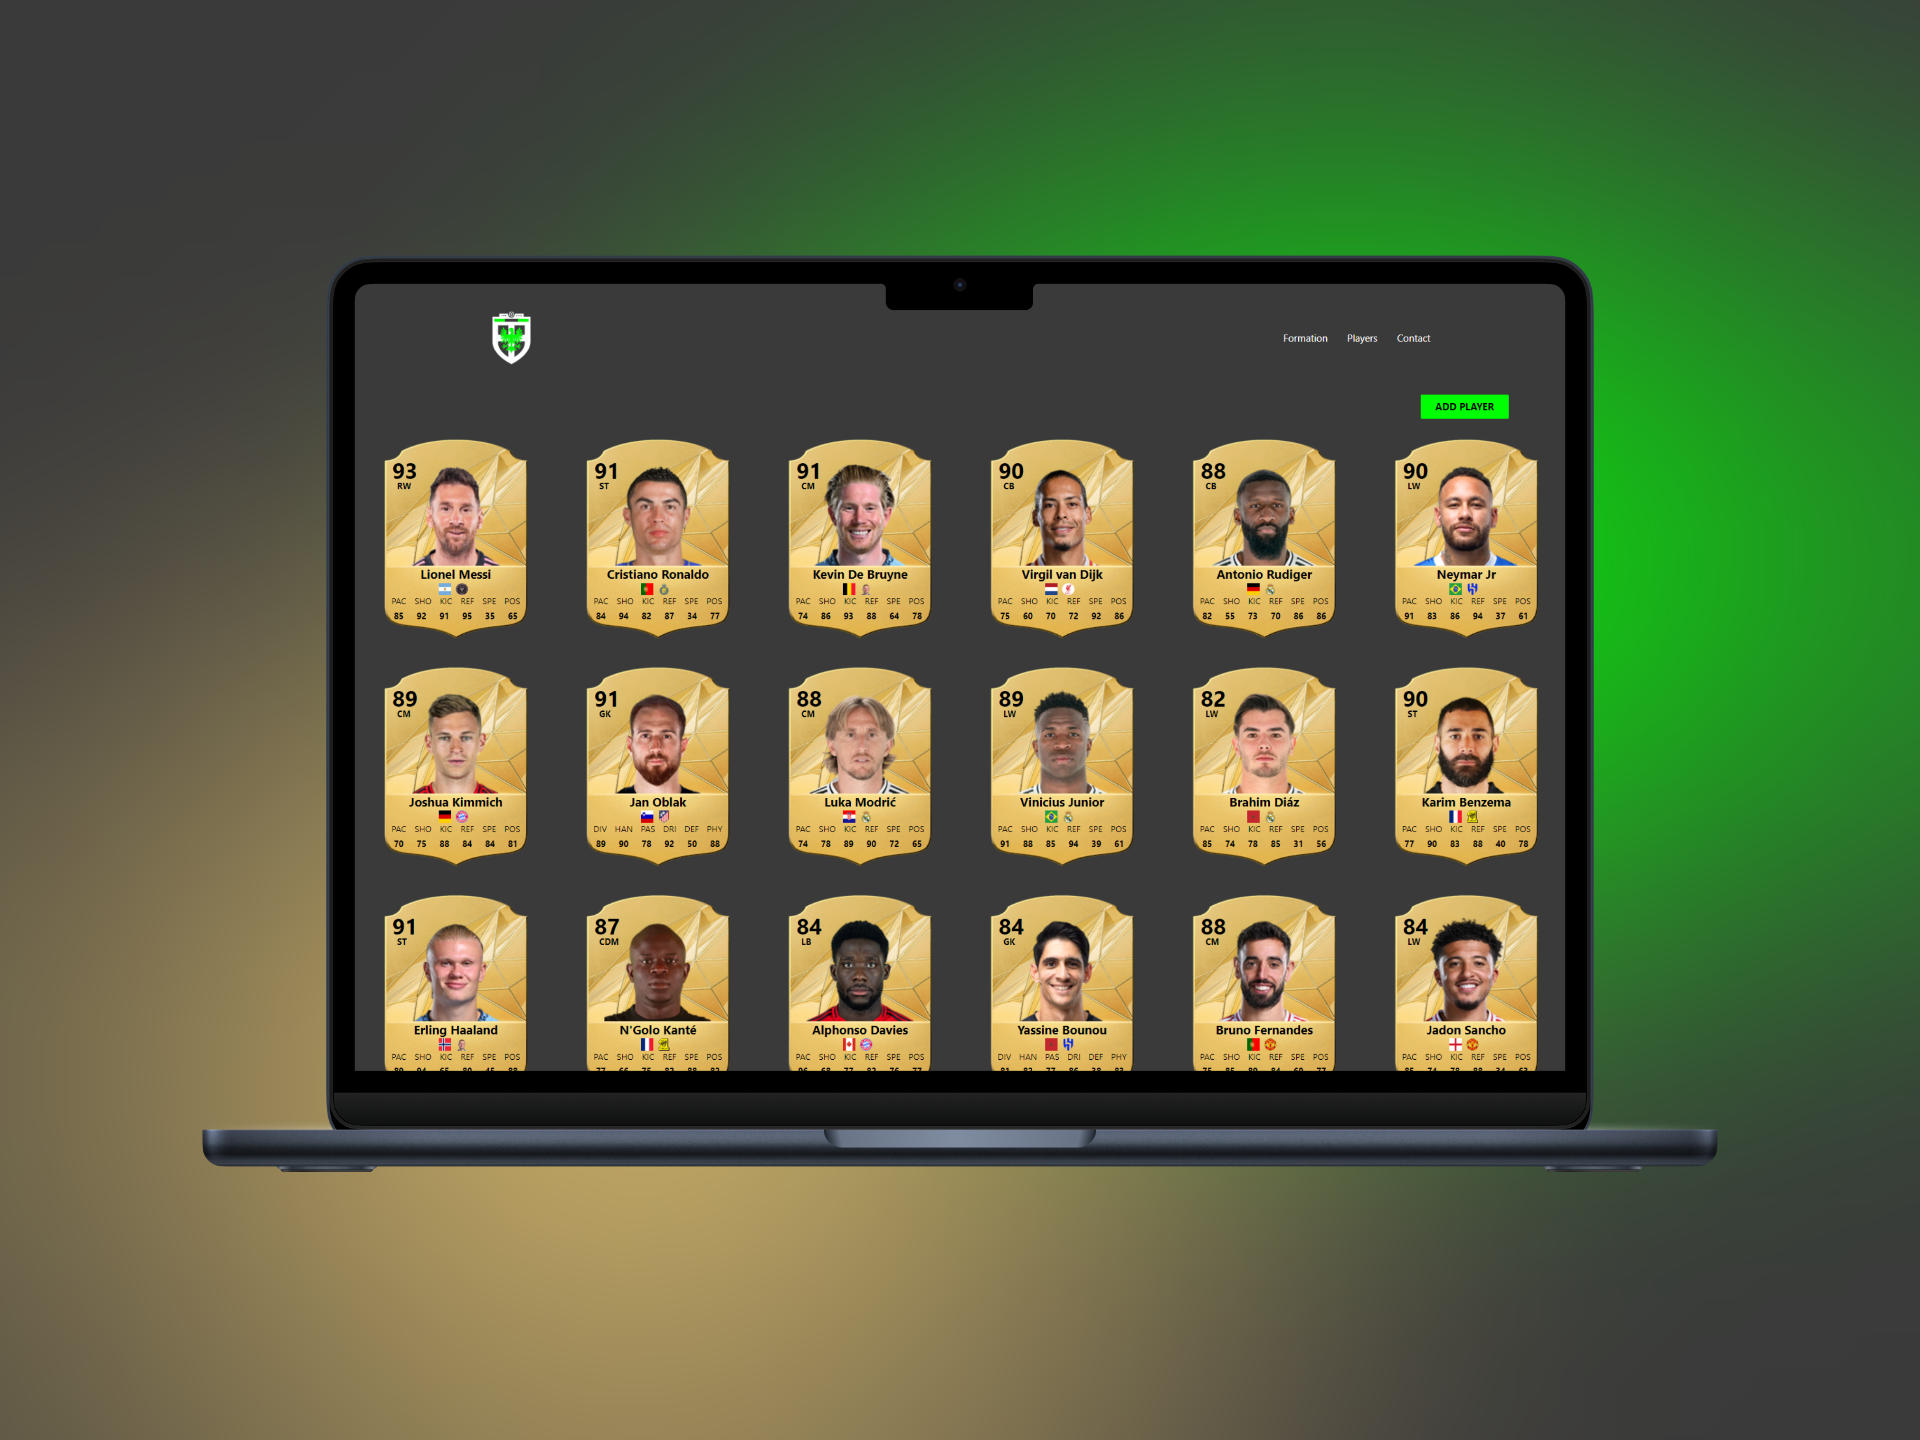 Formation Players Contact
ADD PLAYER
93 91 91 90 88 90
RW ST CM CB CB LW
Lionel Messi Cristiano Ronaldo Kevin De Bruyne Virgil van Dijk Antonio Rudiger Neymar Jr
PAC SHO KIC REF SPE POS PAC SHO KIC REF SPE POS PAC SHO KIC REF SPE POS PAC SHO KIC REF SPE POS PAC SHO KIC REF SPE POS PAC SHO KIC REF SPE POS
85 92 91 95 35 65 84 94 82 87 34 77 74 86 93 88 64 78 75 60 70 72 92 86 82 55 73 70 86 86 91 83 86 94 37 61
89 91 88 89 82 90
CM GK CM LW LW ST
Joshua Kimmich Jan Oblak Luka Modrić Vinicius Junior Brahim Diáz Karim Benzema
PAC SHO KIC REF SPE POS DIV HAN PAS DRI DEF PHY PAC SHO KIC REF SPE POS PAC SHO KIC REF SPE POS PAC SHO KIC REF SPE POS PAC SHO KIC REF SPE POS
70 75 88 84 84 81 89 90 78 92 50 88 74 78 89 90 72 65 91 88 85 94 39 61 85 74 78 85 31 56 77 90 83 88 40 78
91 87 84 84 88 84
ST CDM LB GK CM LW
Erling Haaland N'Golo Kanté Alphonso Davies Yassine Bounou Bruno Fernandes Jadon Sancho
PAC SHO KIC REF SPE POS PAC SHO KIC REF SPE POS PAC SHO KIC REF SPE POS DIV HAN PAS DRI DEF PHY PAC SHO KIC REF SPE POS PAC SHO KIC REF SPE POS